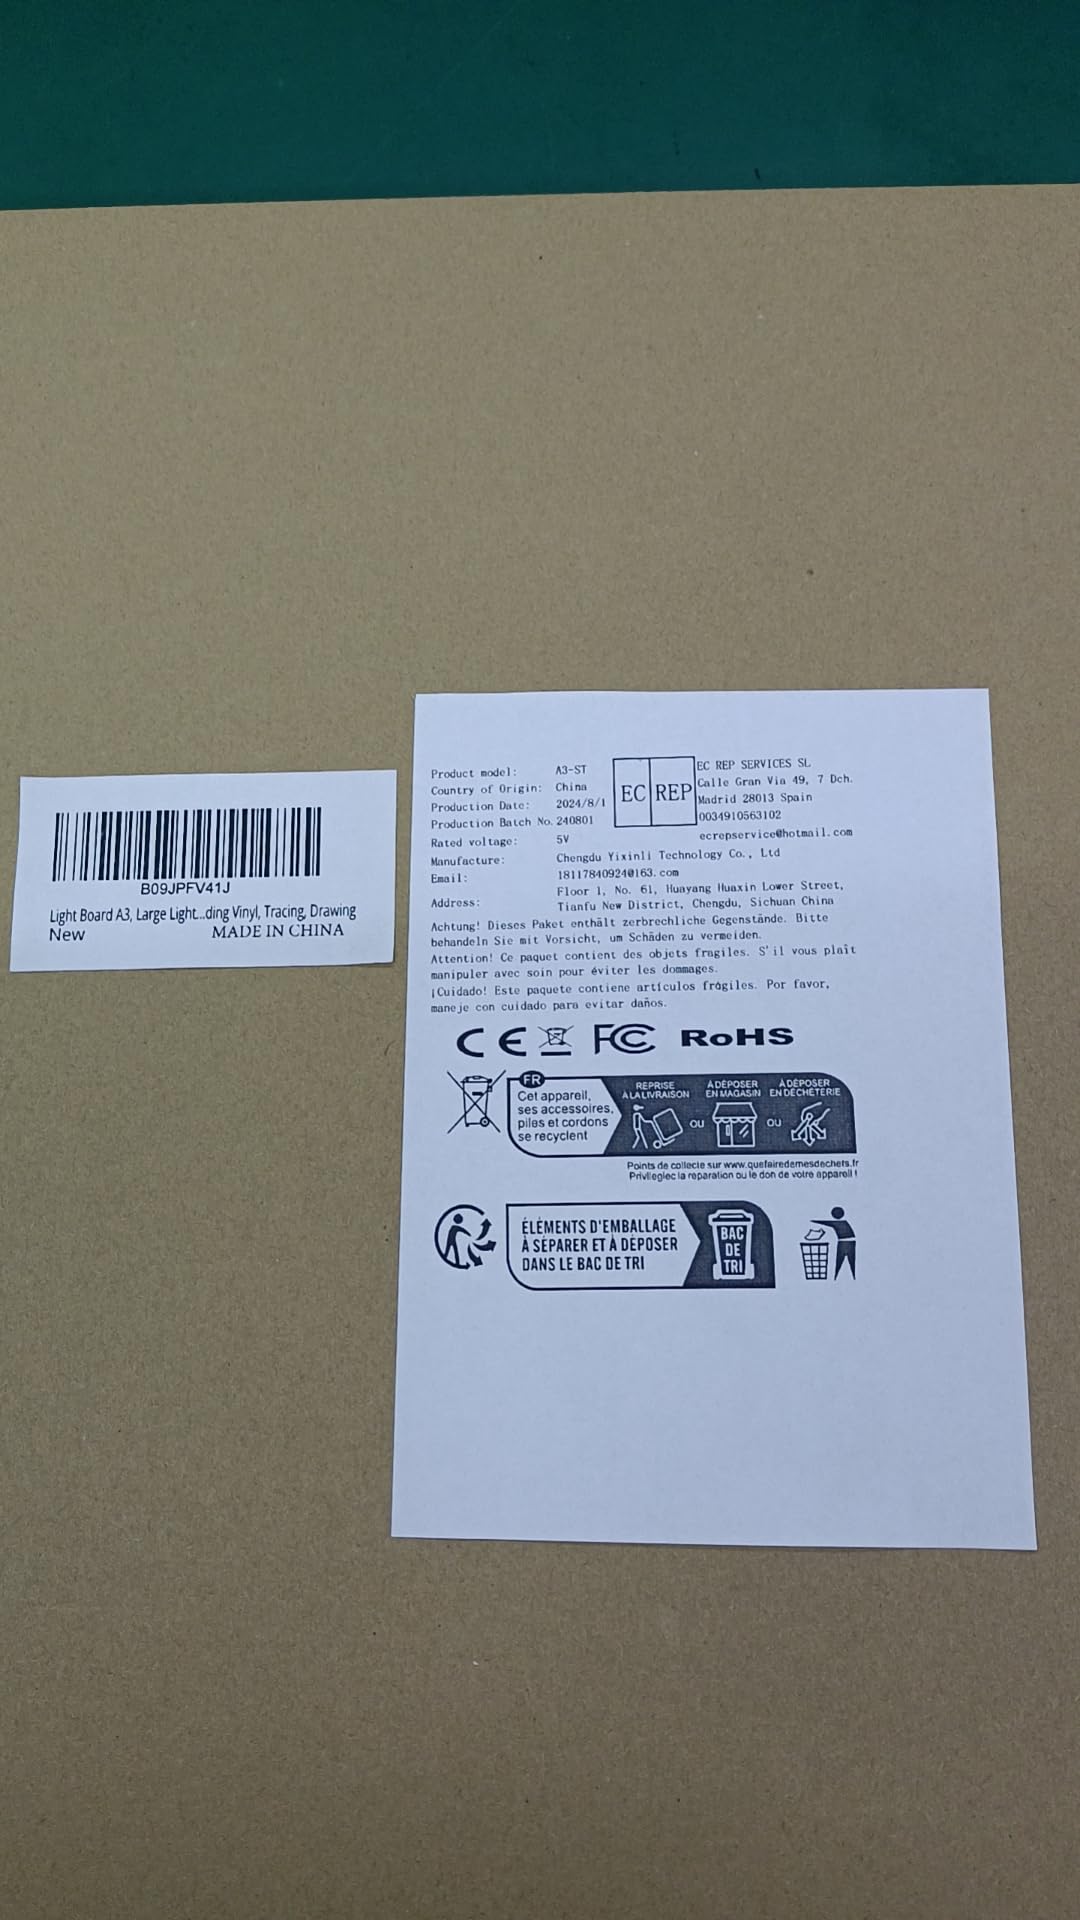 B09JPFV41J
Light Board A3, Large Light...ding Vinyl, Tracing, Drawing
New MADE IN CHINA
Product model: A3-ST
Country of Origin: China
Production Date: 2024/8/1
Production Batch No. 240801
Rated voltage: 5V
EC REP
EC REP SERVICES SL
Calle Gran Via 49, 7 Dch.
Madrid 28013 Spain
0034910563102
ecrepservice@hotmail.com
Manufacture: Chengdu Yixinli Technology Co., Ltd
Email: 18117840924@163.com
Address: Floor 1, No. 61, Huayang Huaxin Lower Street,
Tianfu New District, Chengdu, Sichuan China
Achtung! Dieses Paket enthält zerbrechliche Gegenstände. Bitte
behandeln Sie mit Vorsicht, um Schäden zu vermeiden.
Attention! Ce paquet contient des objets fragiles. S'il vous plaît
manipuler avec soin pour éviter les dommages.
¡Cuidado! Este paquete contiene artículos frágiles. Por favor,
maneje con cuidado para evitar daños.
CE FC RoHS
FR
Cet appareil,
ses accessoires,
piles et cordons
se recyclent
REPRISE
À LA LIVRAISON
OU
À DÉPOSER
EN MAGASIN
OU
À DÉPOSER
EN DÉCHÈTERIE
Points de collecte sur www.quefairedemesdechets.fr
Privilegiec la reparation ou le don de votre appareil !
ÉLÉMENTS D'EMBALLAGE
À SÉPARER ET À DÉPOSER
DANS LE BAC DE TRI
BAC
DE
TRI